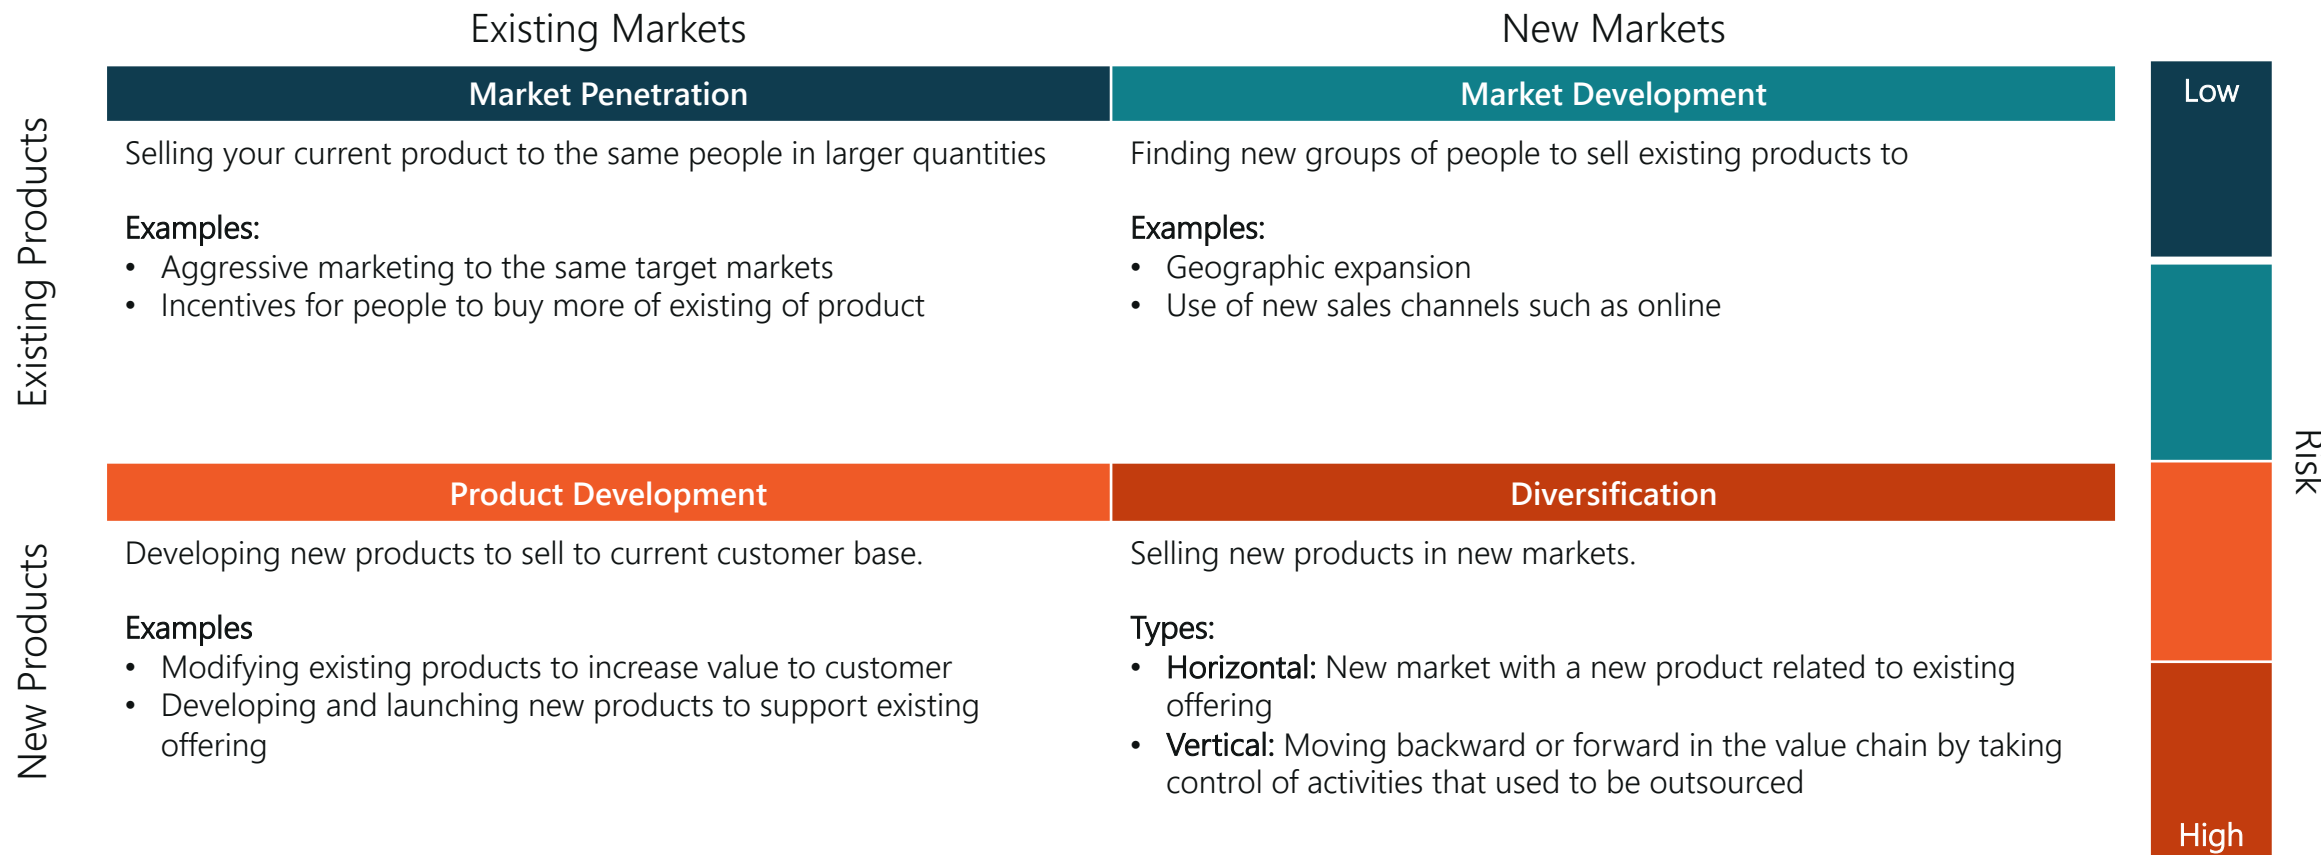 Existing Markets
New Markets
Existing Products
Market Penetration
Selling your current product to the same people in larger quantities
Examples:
• Aggressive marketing to the same target markets
• Incentives for people to buy more of existing of product
Market Development
Finding new groups of people to sell existing products to
Examples:
• Geographic expansion
• Use of new sales channels such as online
New Products
Product Development
Developing new products to sell to current customer base.
Examples
• Modifying existing products to increase value to customer
• Developing and launching new products to support existing
offering
Diversification
Selling new products in new markets.
Types:
• Horizontal: New market with a new product related to existing
offering
• Vertical: Moving backward or forward in the value chain by taking
control of activities that used to be outsourced
Low
High
Risk